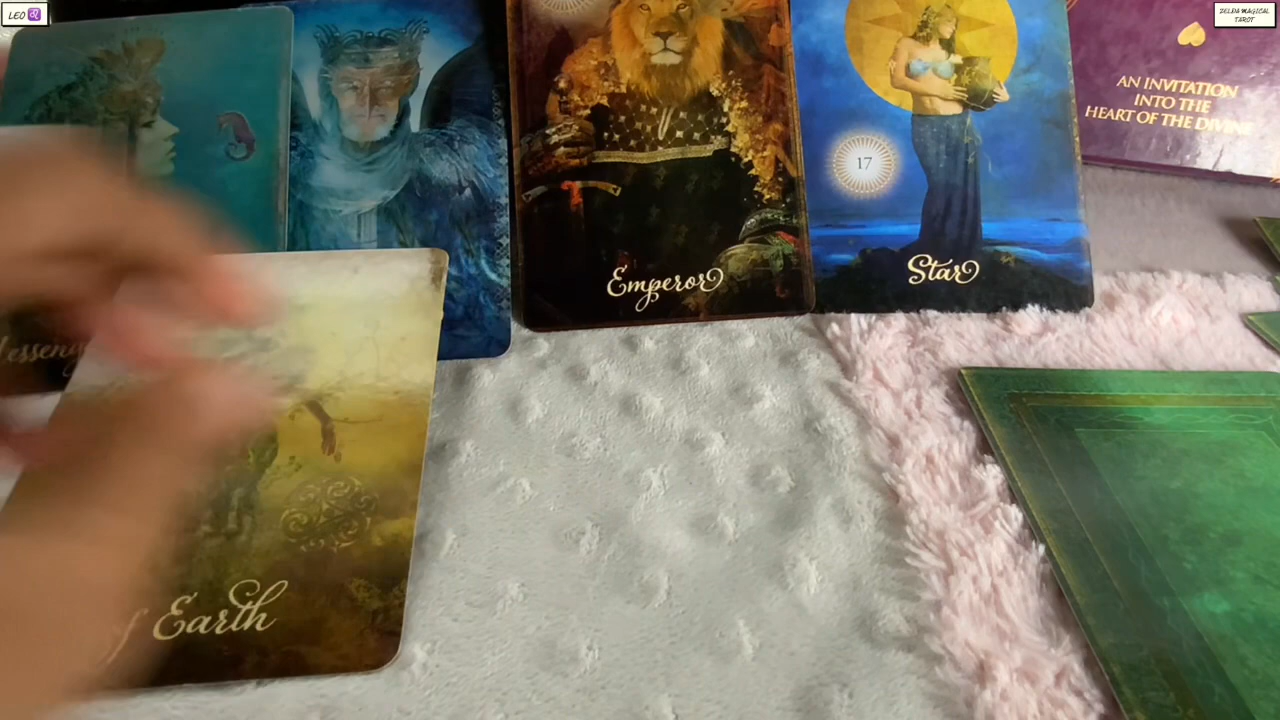 LEO ♌
ZELDA MAGICAL
TAROT
AN INVITATION
INTO THE
HEART OF THE DIVINE
17
Emperor
Star
Earth